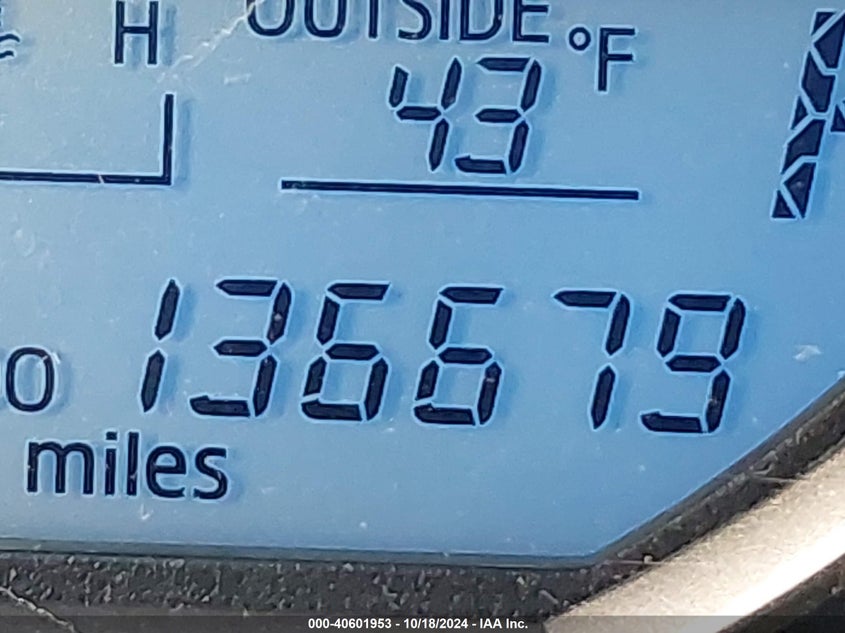 H
OUTSIDE
43 °F
O 136679
miles
000-40601953 - 10/18/2024 - IAA Inc.